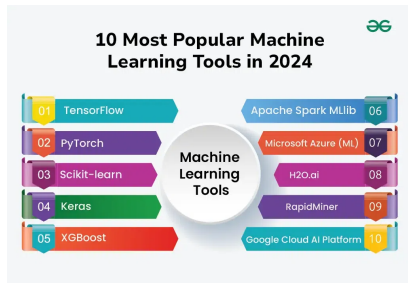 10 Most Popular Machine
Learning Tools in 2024
01 TensorFlow
02 PyTorch
03 Scikit-learn
04 Keras
05 XGBoost
Machine
Learning
Tools
Apache Spark MLlib 06
Microsoft Azure (ML) 07
H2O.ai 08
RapidMiner 09
Google Cloud AI Platform 10